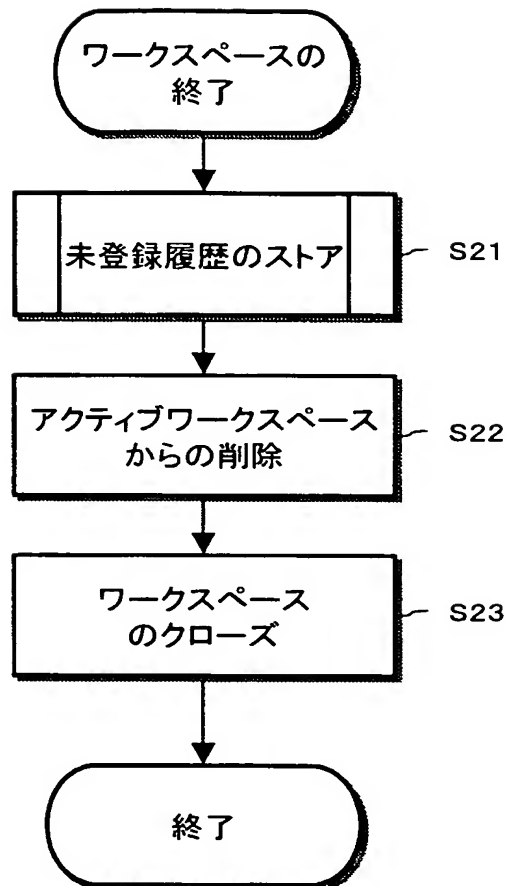 ワークスペースの
終了
未登録履歴のストア
S21
アクティブワークスペース
からの削除
S22
ワークスペース
のクローズ
S23
終了